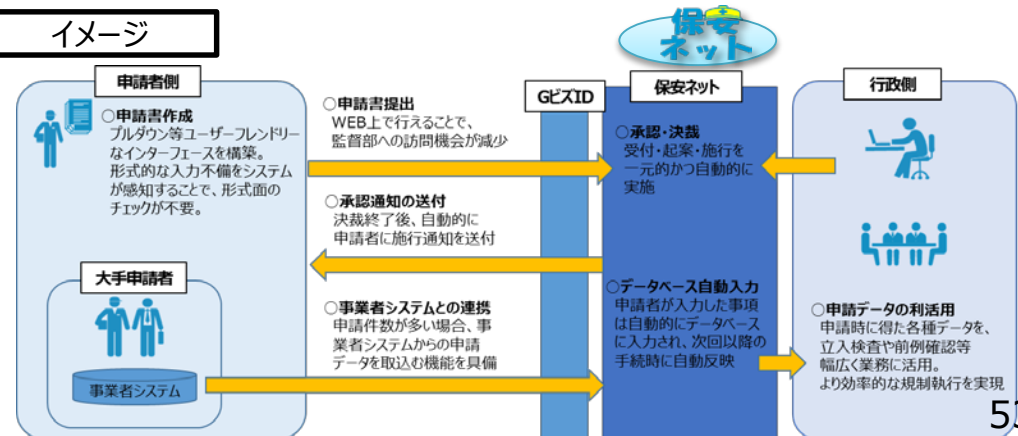 イメージ
保安
ネット
申請者側
○申請書作成
プルダウン等ユーザーフレンドリー
なインターフェースを構築。
形式的な入力不備をシステム
が感知することで、形式面の
チェックが不要。
大手申請者
事業者システム
○申請書提出
WEB上で行えることで、
監督部への訪問機会が減少
○承認通知の送付
決裁終了後、自動的に
申請者に施行通知を送付
○事業者システムとの連携
申請件数が多い場合、事
業者システムからの申請
データを取込む機能を具備
GビズID
保安ネット
○承認・決裁
受付・起案・施行を
一元的かつ自動的に
実施
○データベース自動入力
申請者が入力した事項
は自動的にデータベース
に入力され、次回以降の
手続時に自動反映
行政側
○申請データの利活用
申請時に得た各種データを、
立入検査や前例確認等
幅広く業務に活用。
より効率的な規制執行を実現
53